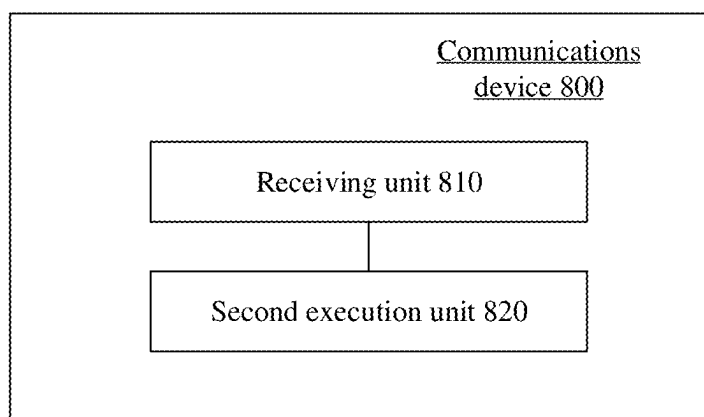 Communications
device 800
Receiving unit 810
Second execution unit 820